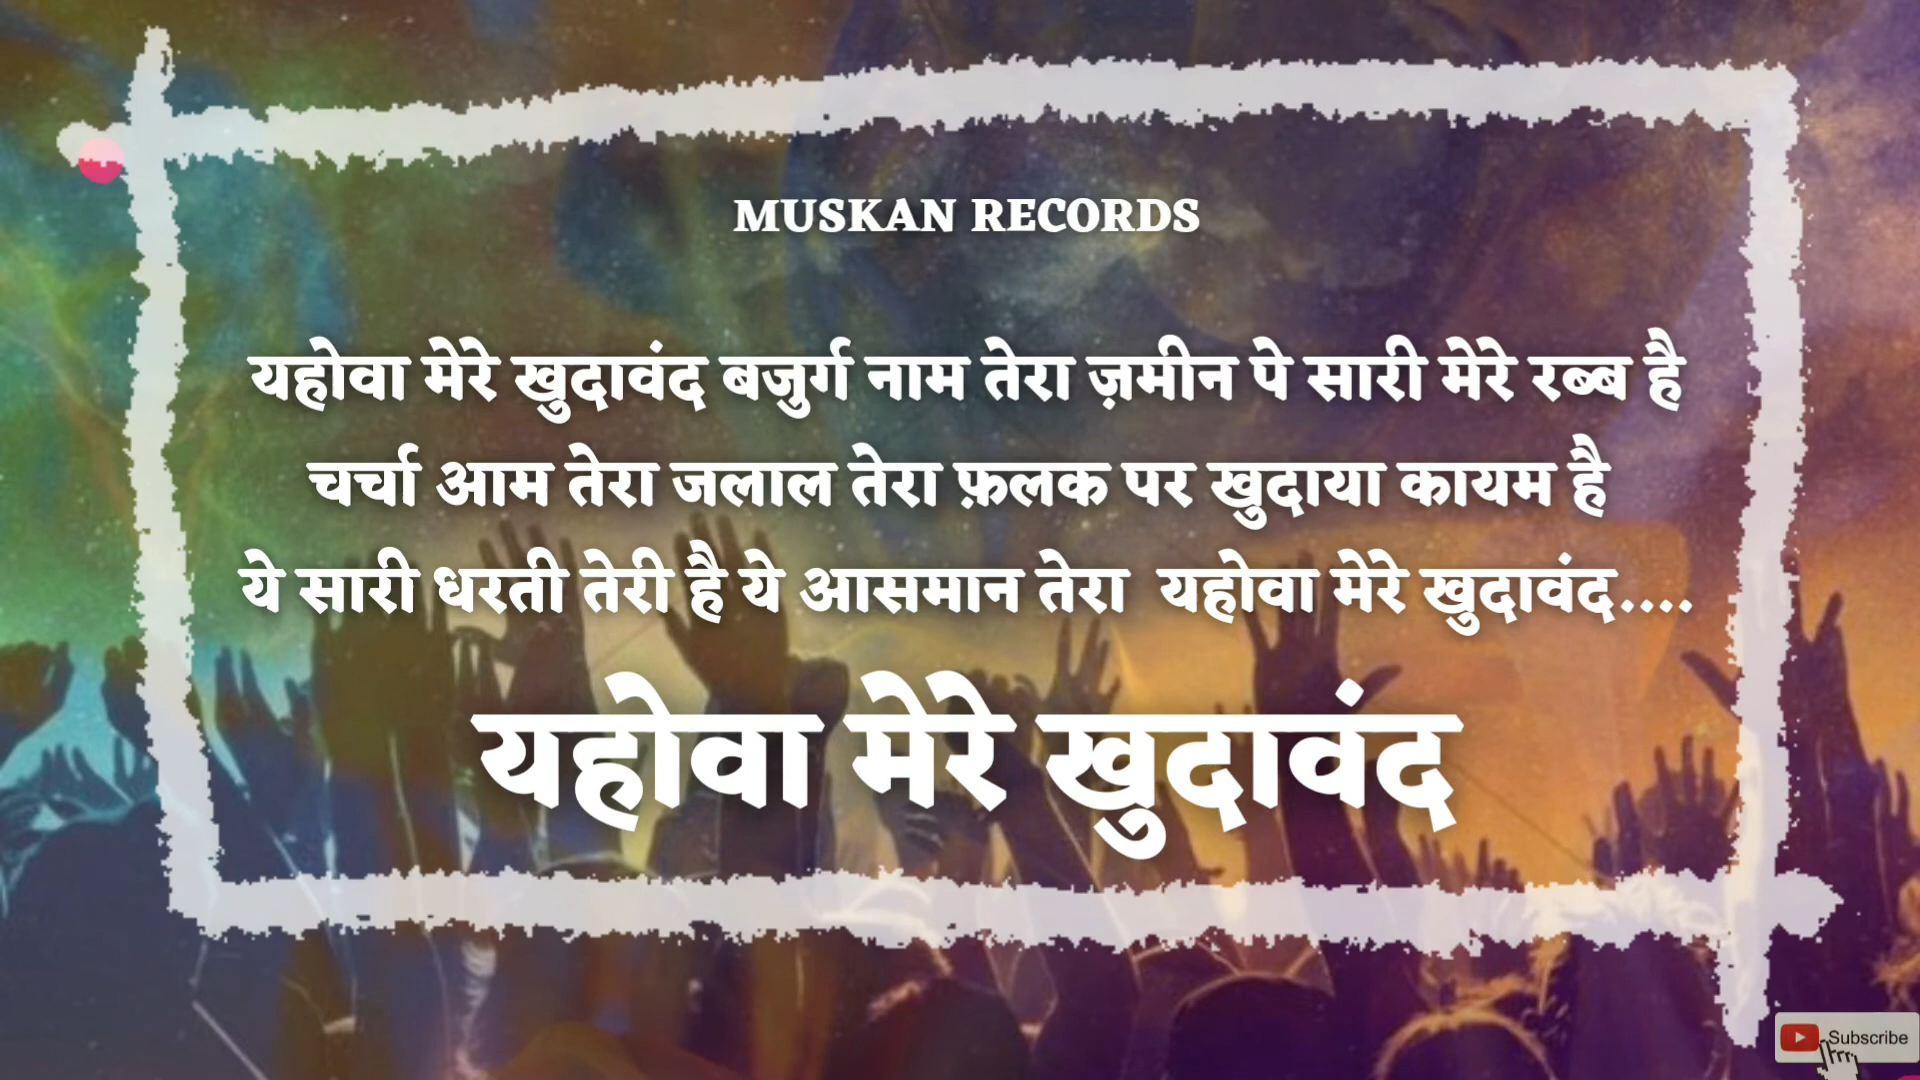 MUSKAN RECORDS
यहोवा मेरे खुदावंद बजुर्ग नाम तेरा ज़मीन पे सारी मेरे रब्ब है
चर्चा आम तेरा जलाल तेरा फ़लक पर खुदाया कायम है
ये सारी धरती तेरी है ये आसमान तेरा यहोवा मेरे खुदावंद....
यहोवा मेरे खुदावंद
Subscribe